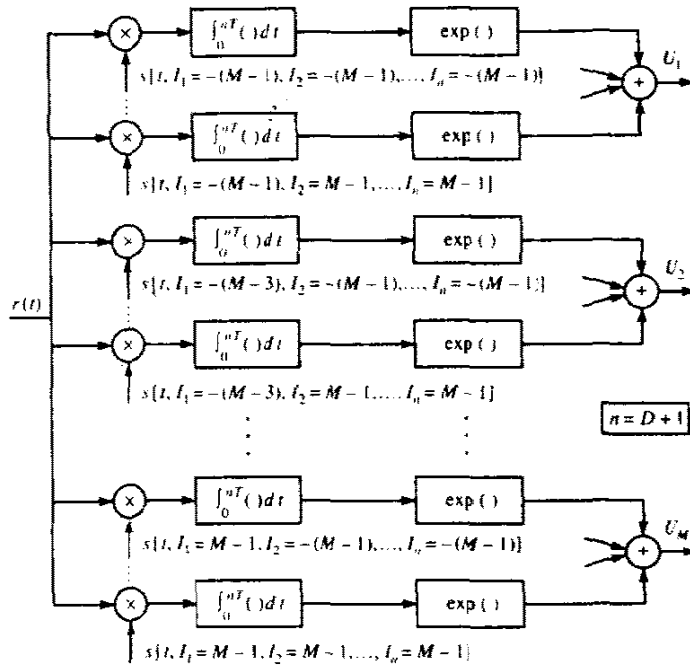 ∫₀ⁿᵀ ( ) dt exp ( ) U₁
s[t, I₁ = −(M−1), I₂ = −(M−1),..., Iₙ = −(M−1)] +
∫₀ⁿᵀ ( ) dt exp ( )
s[t, I₁ = −(M−1), I₂ = M−1,..., Iₙ = M−1]
∫₀ⁿᵀ ( ) dt exp ( ) U₂
s[t, I₁ = −(M−3), I₂ = −(M−1),..., Iₙ = −(M−1)] +
r(t)
∫₀ⁿᵀ ( ) dt exp ( )
s[t, I₁ = −(M−3), I₂ = M−1,..., Iₙ = M−1]
n = D + 1
∫₀ⁿᵀ ( ) dt exp ( ) U_M
s[t, I₁ = M−1, I₂ = −(M−1),..., Iₙ = −(M−1)] +
∫₀ⁿᵀ ( ) dt exp ( )
s[t, I₁ = M−1, I₂ = M−1,..., Iₙ = M−1]